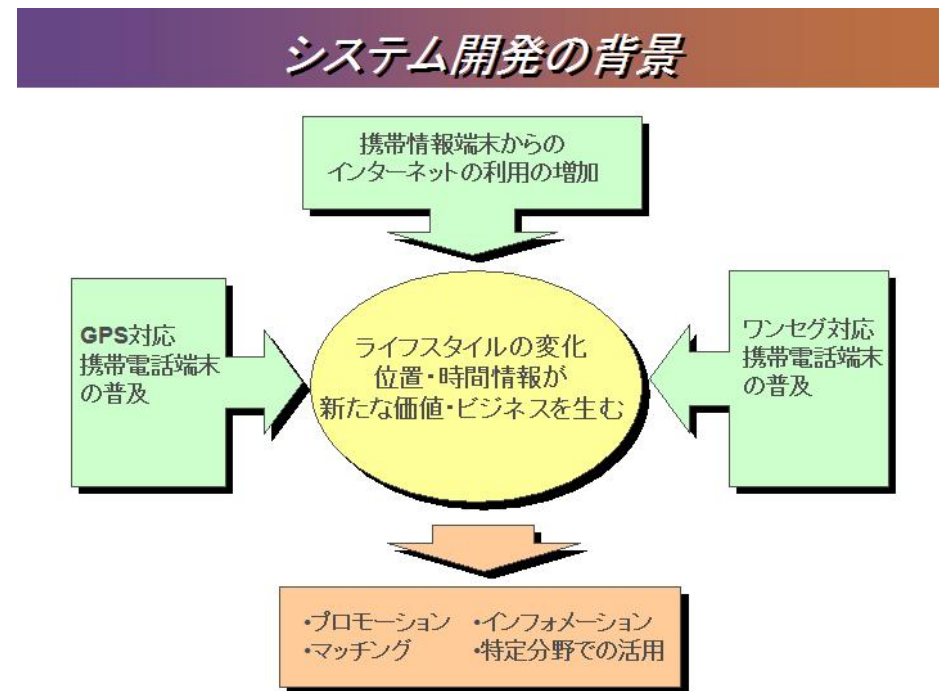 システム開発の背景
携帯情報端末からの
インターネットの利用の増加
GPS対応
携帯電話端末
の普及
ライフスタイルの変化
位置・時間情報が
新たな価値・ビジネスを生む
ワンセグ対応
携帯電話端末
の普及
・プロモーション ・インフォメーション
・マッチング ・特定分野での活用